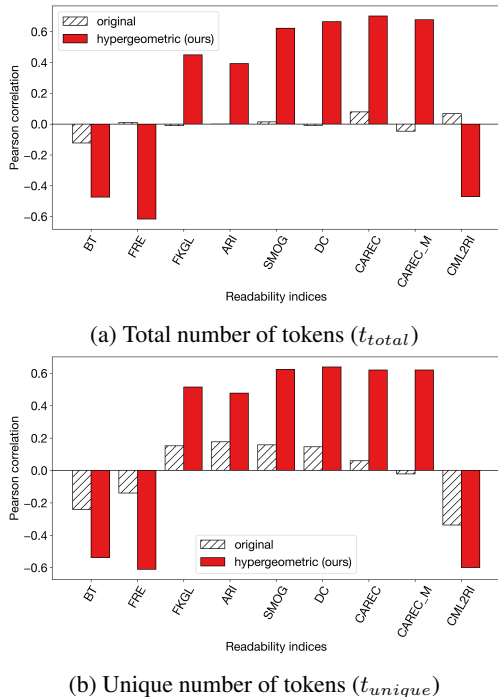 original
hypergeometric (ours)
Pearson correlation
0.6
0.4
0.2
0.0
−0.2
−0.4
−0.6
BT
FRE
FKGL
ARI
SMOG
DC
CAREC
CAREC_M
CML2RI
Readability indices
(a) Total number of tokens (t_total)
0.6
0.4
0.2
0.0
−0.2
−0.4
−0.6
Pearson correlation
original
hypergeometric (ours)
BT
FRE
FKGL
ARI
SMOG
DC
CAREC
CAREC_M
CML2RI
Readability indices
(b) Unique number of tokens (t_unique)